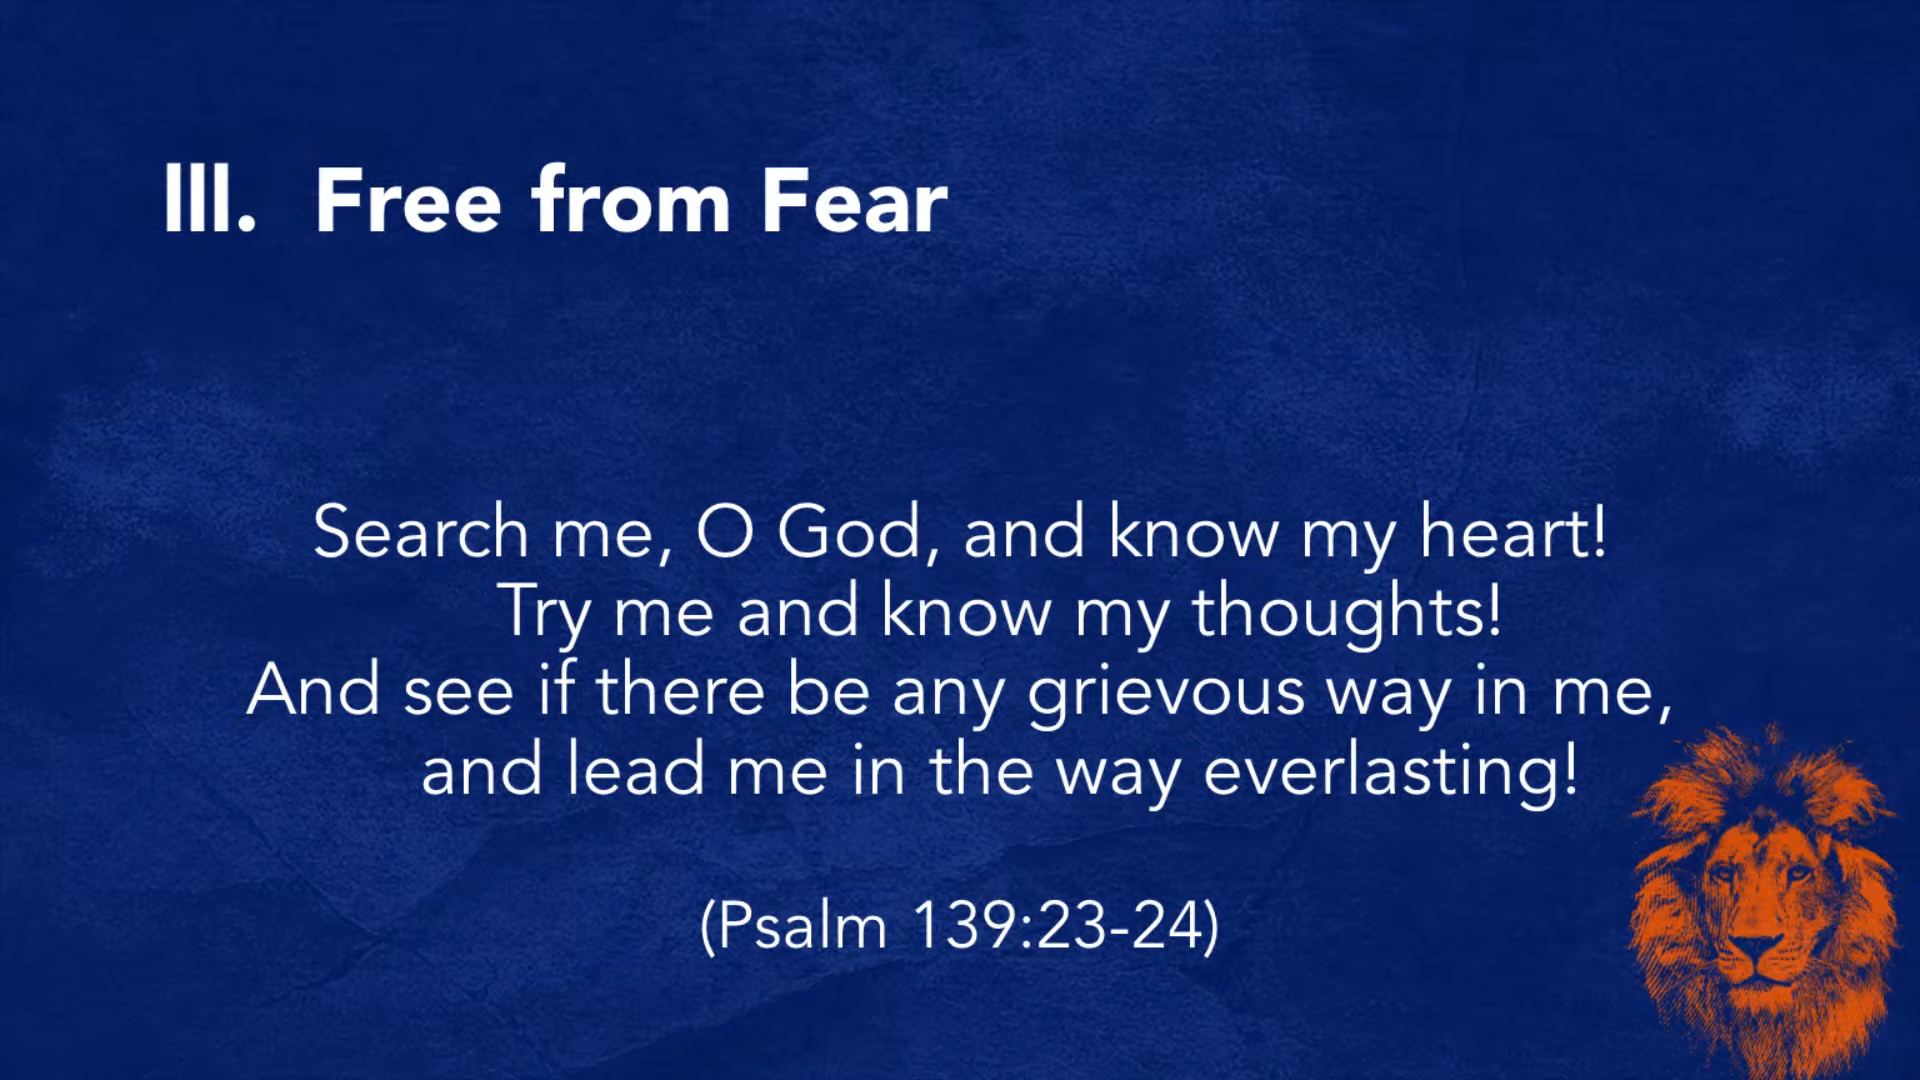 III. Free from Fear
Search me, O God, and know my heart!
Try me and know my thoughts!
And see if there be any grievous way in me,
and lead me in the way everlasting!
(Psalm 139:23-24)